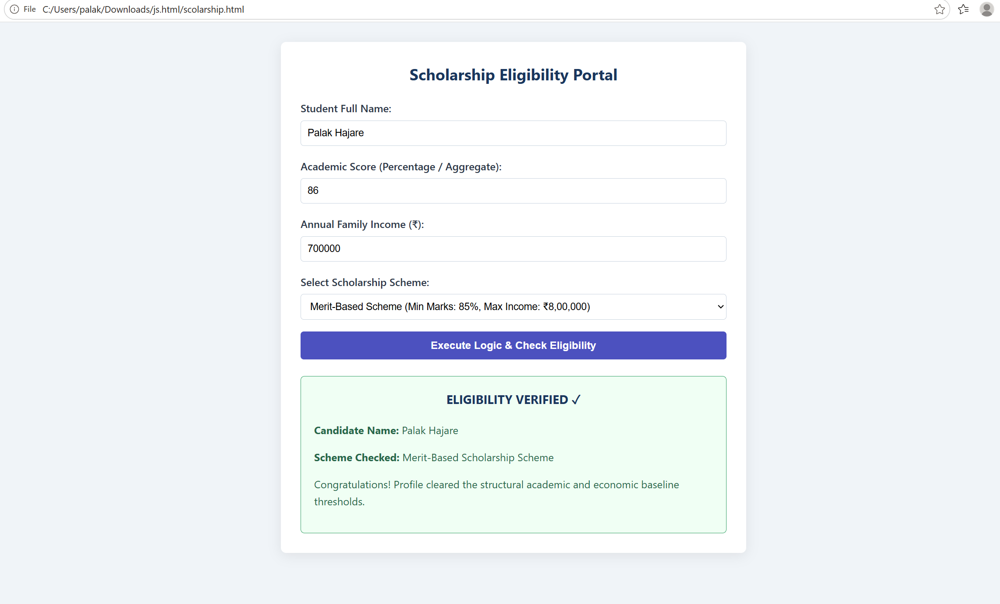 File C:/Users/palak/Downloads/js.html/scolarship.html
Scholarship Eligibility Portal
Student Full Name:
Palak Hajare
Academic Score (Percentage / Aggregate):
86
Annual Family Income (₹):
700000
Select Scholarship Scheme:
Merit-Based Scheme (Min Marks: 85%, Max Income: ₹8,00,000)
Execute Logic & Check Eligibility
ELIGIBILITY VERIFIED ✓
Candidate Name: Palak Hajare
Scheme Checked: Merit-Based Scholarship Scheme
Congratulations! Profile cleared the structural academic and economic baseline
thresholds.